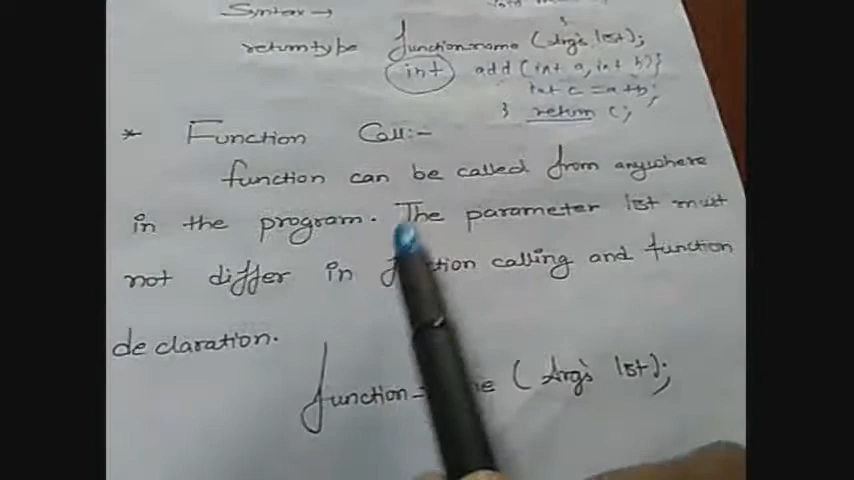 Syntax →
returntype function name (Arg's list);
int add (int a, int b) {
int c = a+b;
} return c;
* Function Call:-
function can be called from anywhere
in the program. The parameter list must
not differ in function calling and function
declaration.
function (Arg's list);